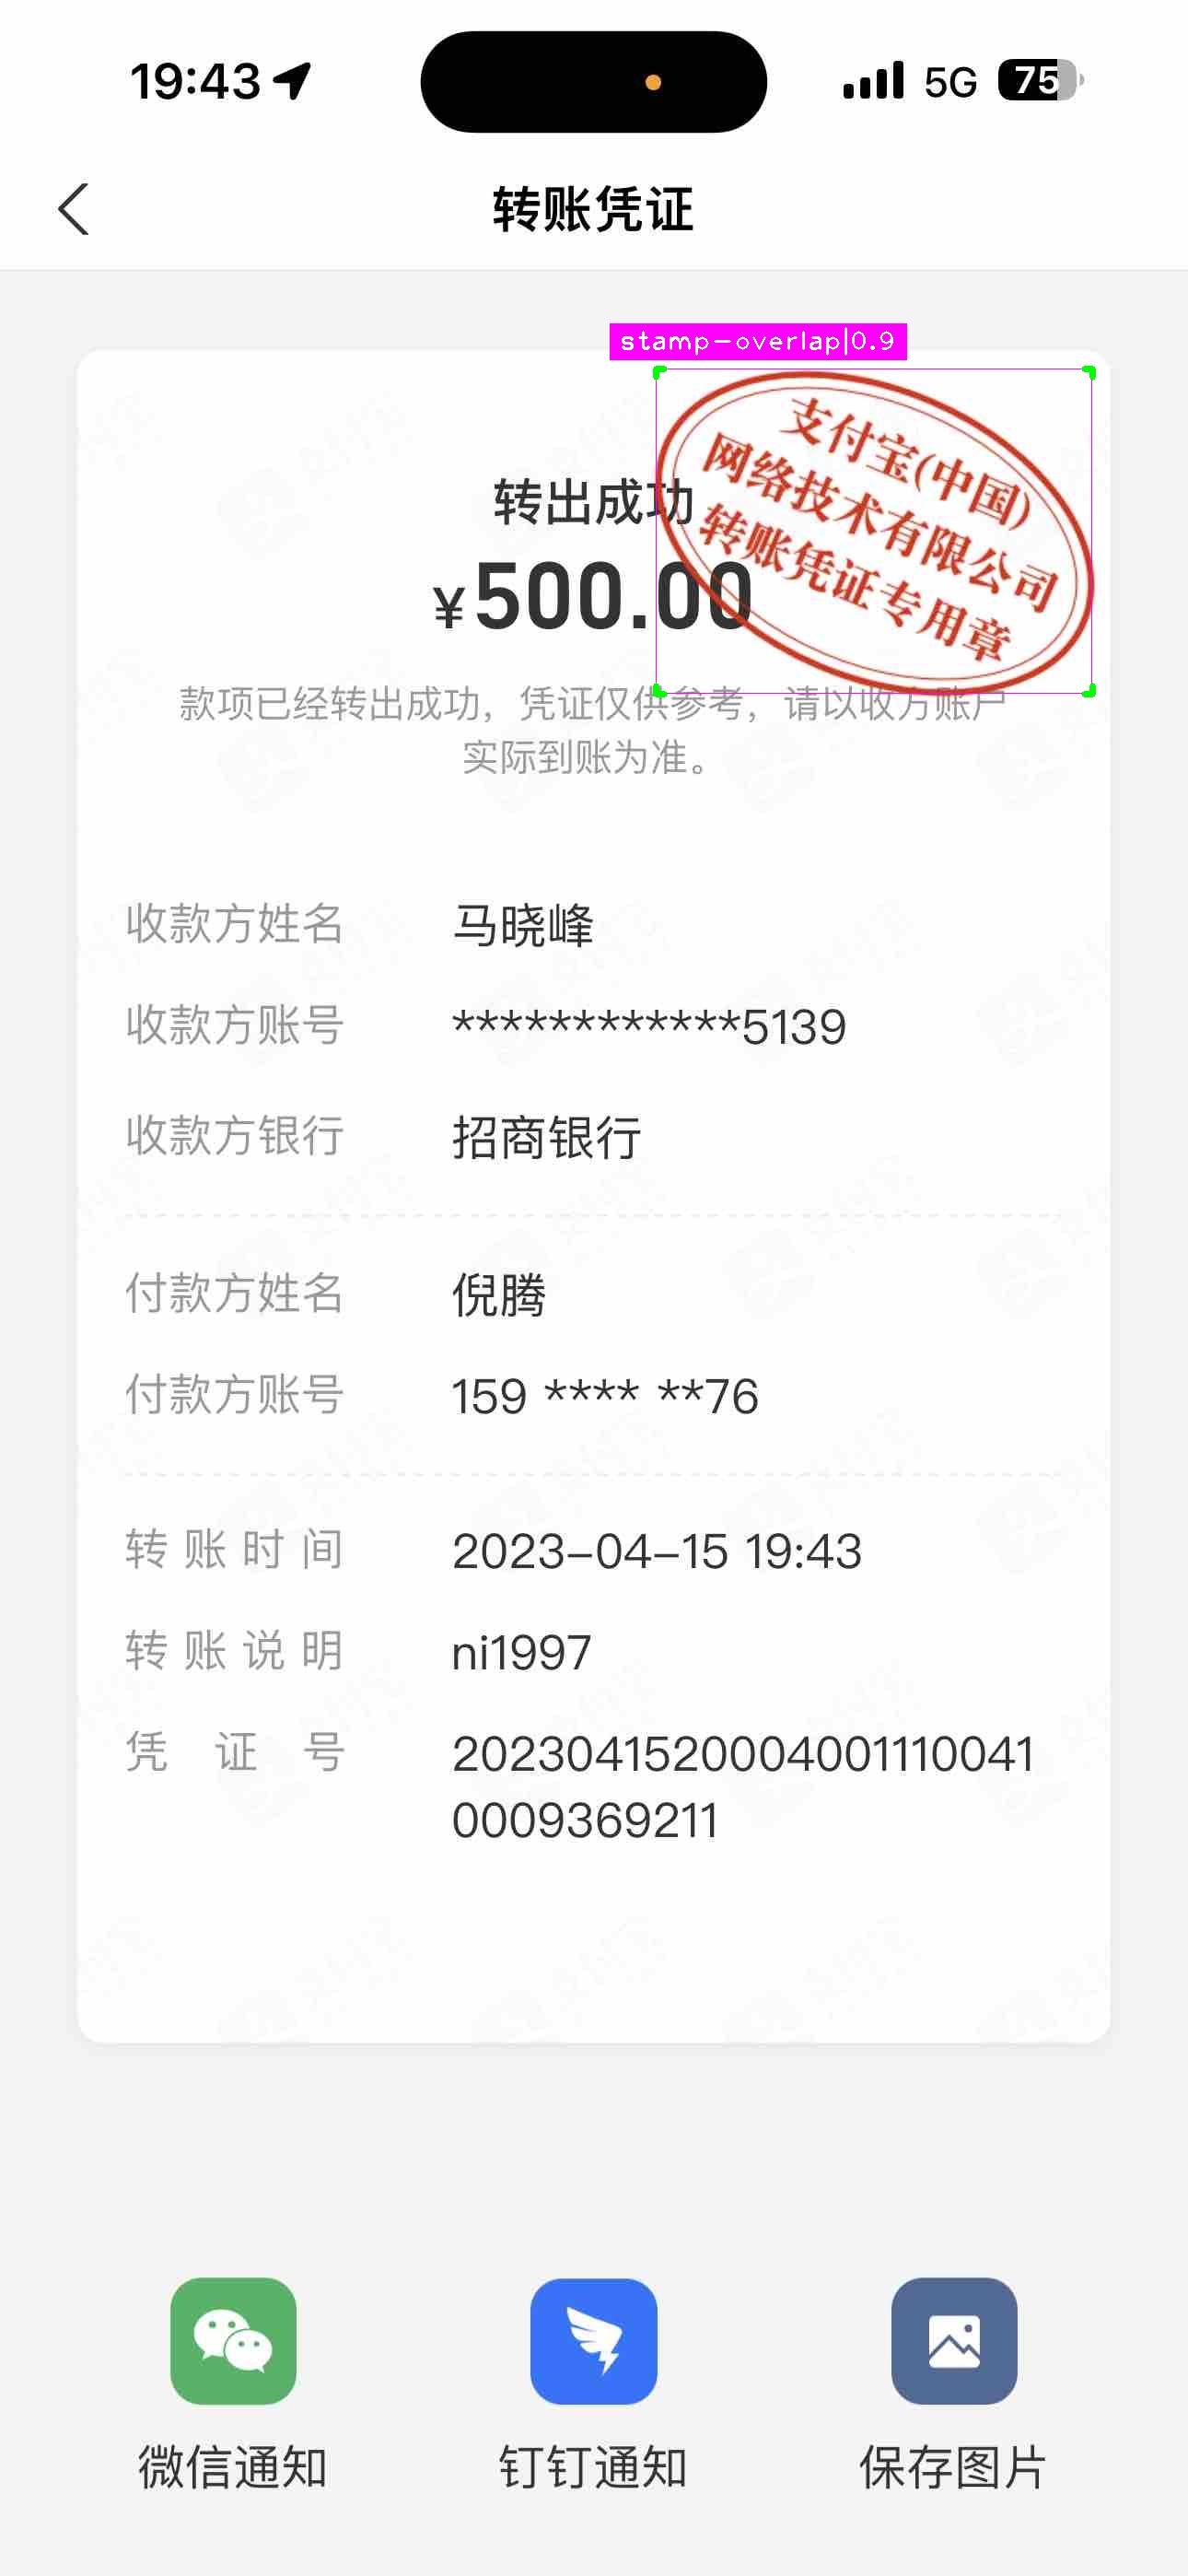 19:43
5G
75
转账凭证
stamp-overlap|0.9
支付宝(中国)
网络技术有限公司
转账凭证专用章
转出成功
¥500.00
款项已经转出成功，凭证仅供参考，请以收方账户
实际到账为准。
收款方姓名 马晓峰
收款方账号 ************5139
收款方银行 招商银行
付款方姓名 倪腾
付款方账号 159 **** **76
转账时间 2023-04-15 19:43
转账说明 ni1997
凭证号 2023041520004001110041
0009369211
微信通知
钉钉通知
保存图片